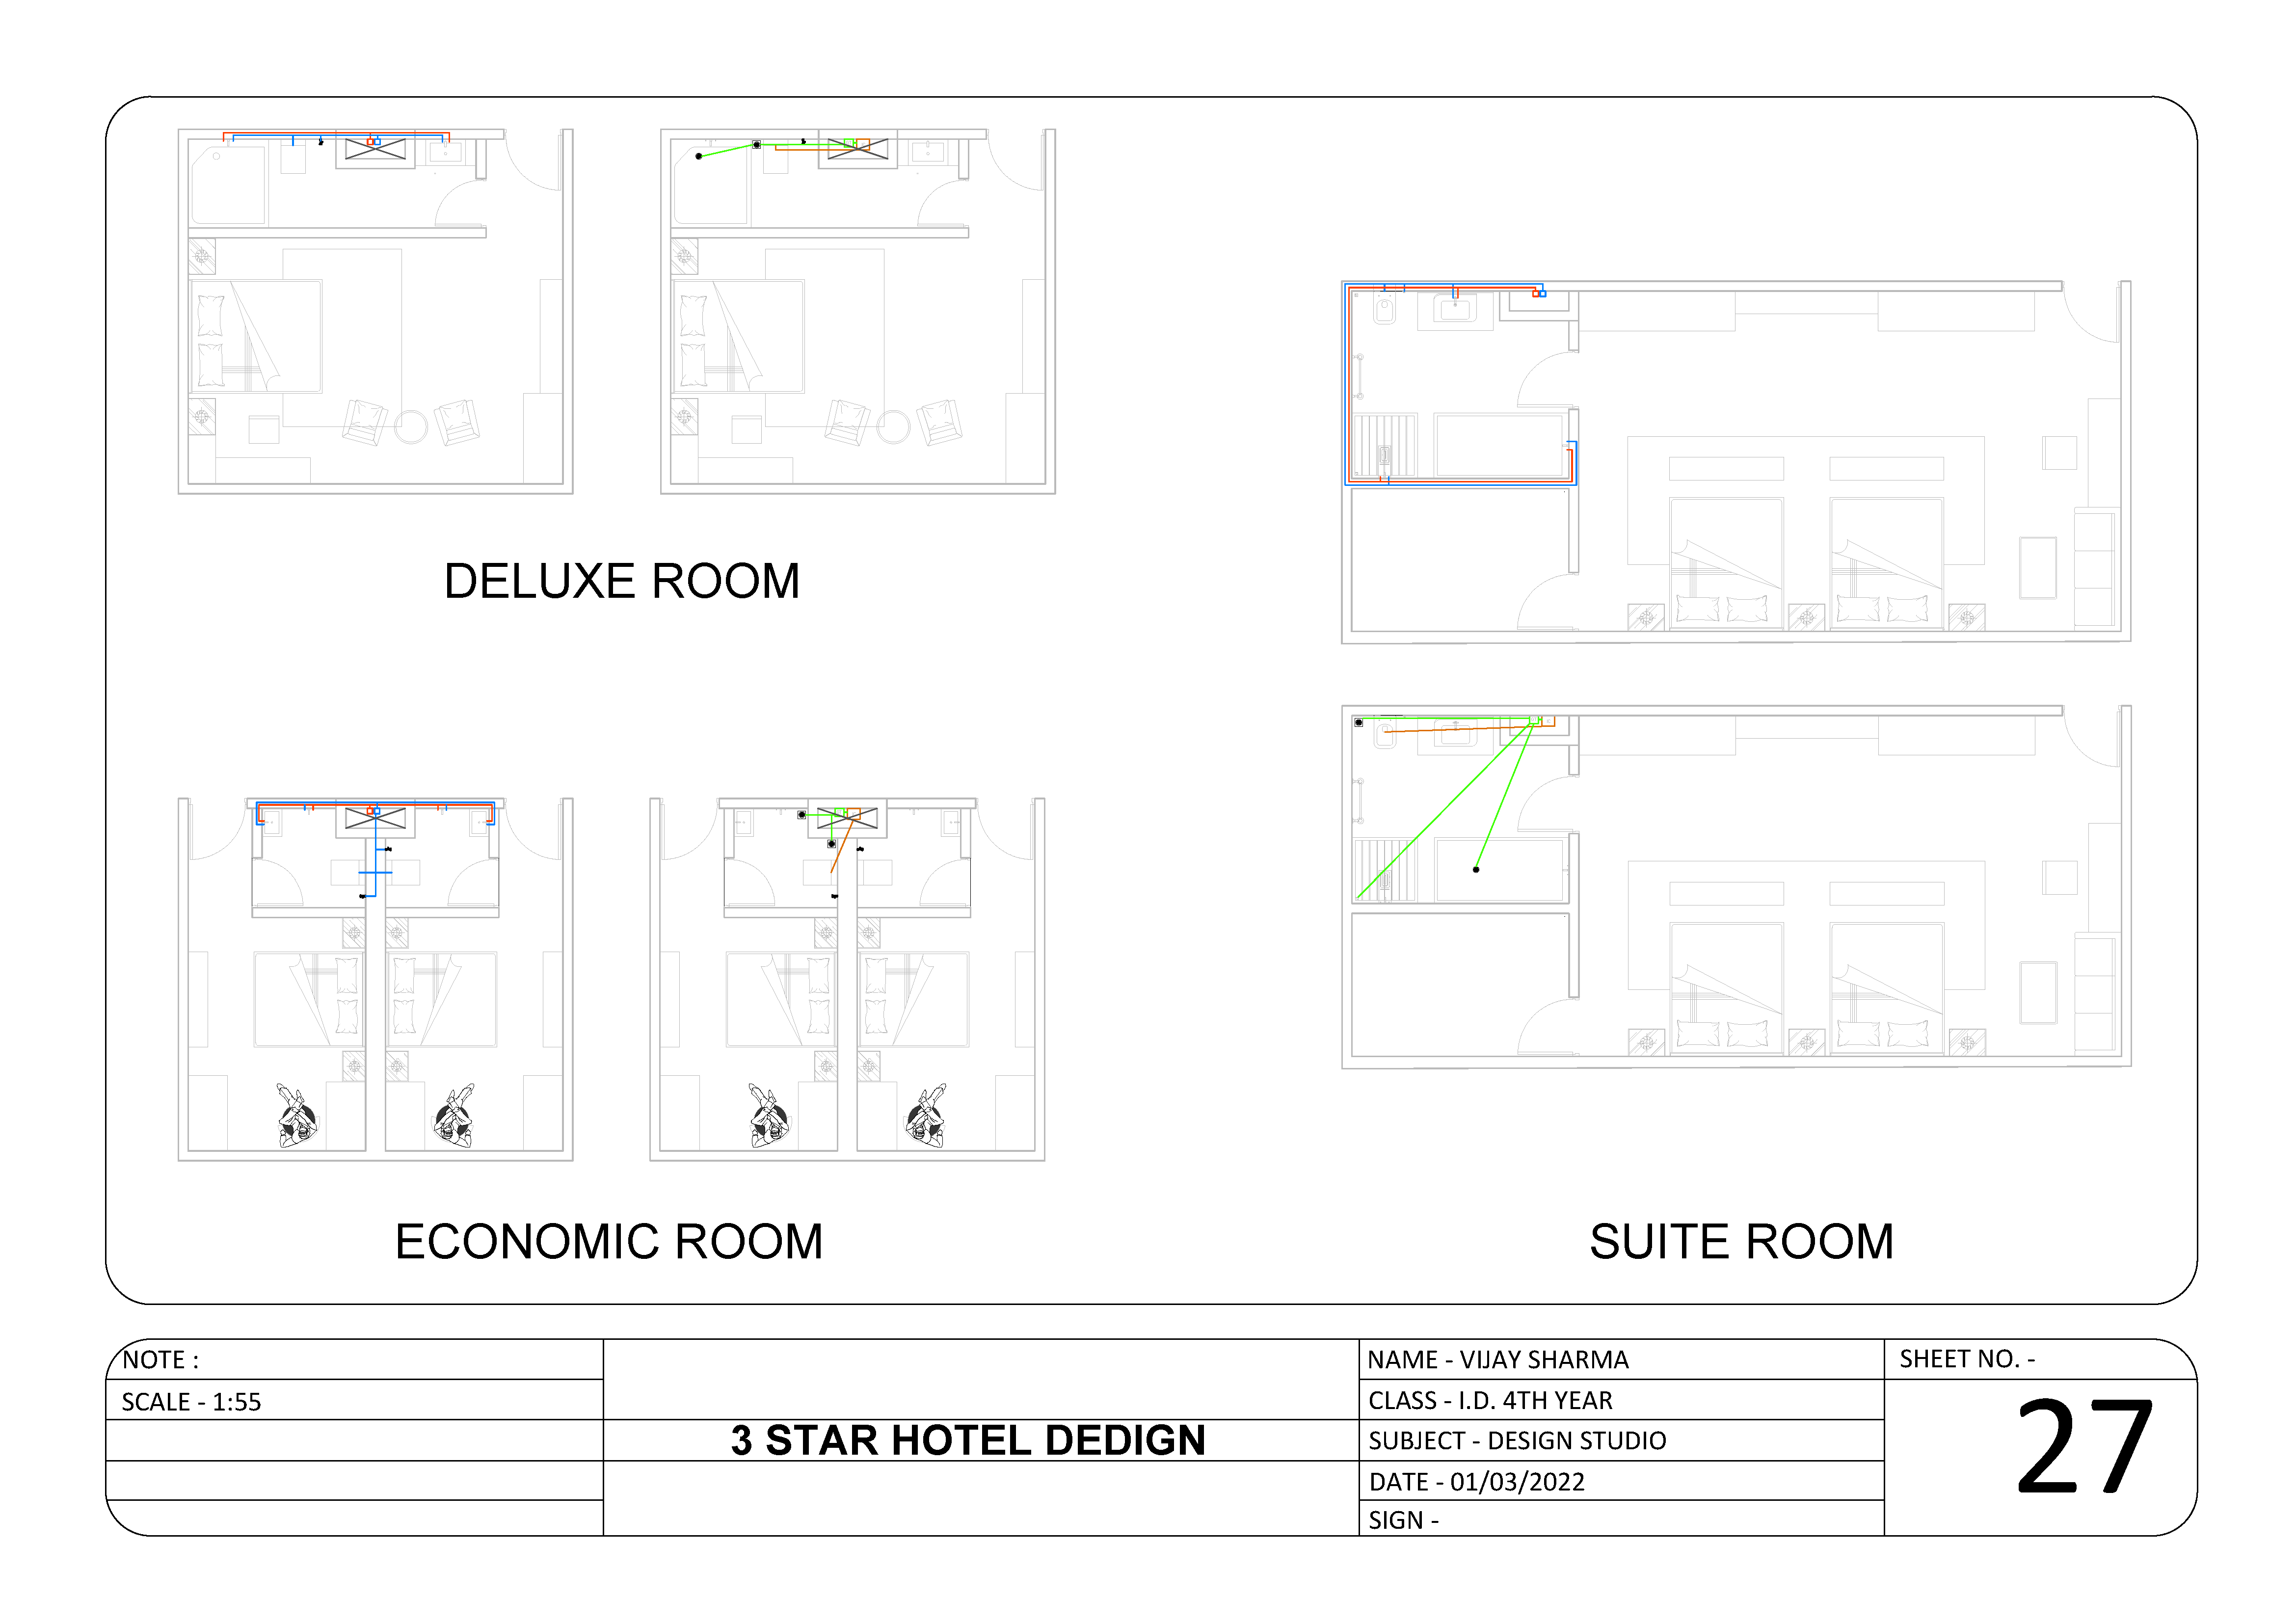 DELUXE ROOM
ECONOMIC ROOM
SUITE ROOM
NOTE :
SCALE - 1:55
3 STAR HOTEL DEDIGN
NAME - VIJAY SHARMA
CLASS - I.D. 4TH YEAR
SUBJECT - DESIGN STUDIO
DATE - 01/03/2022
SIGN -
SHEET NO. -
27